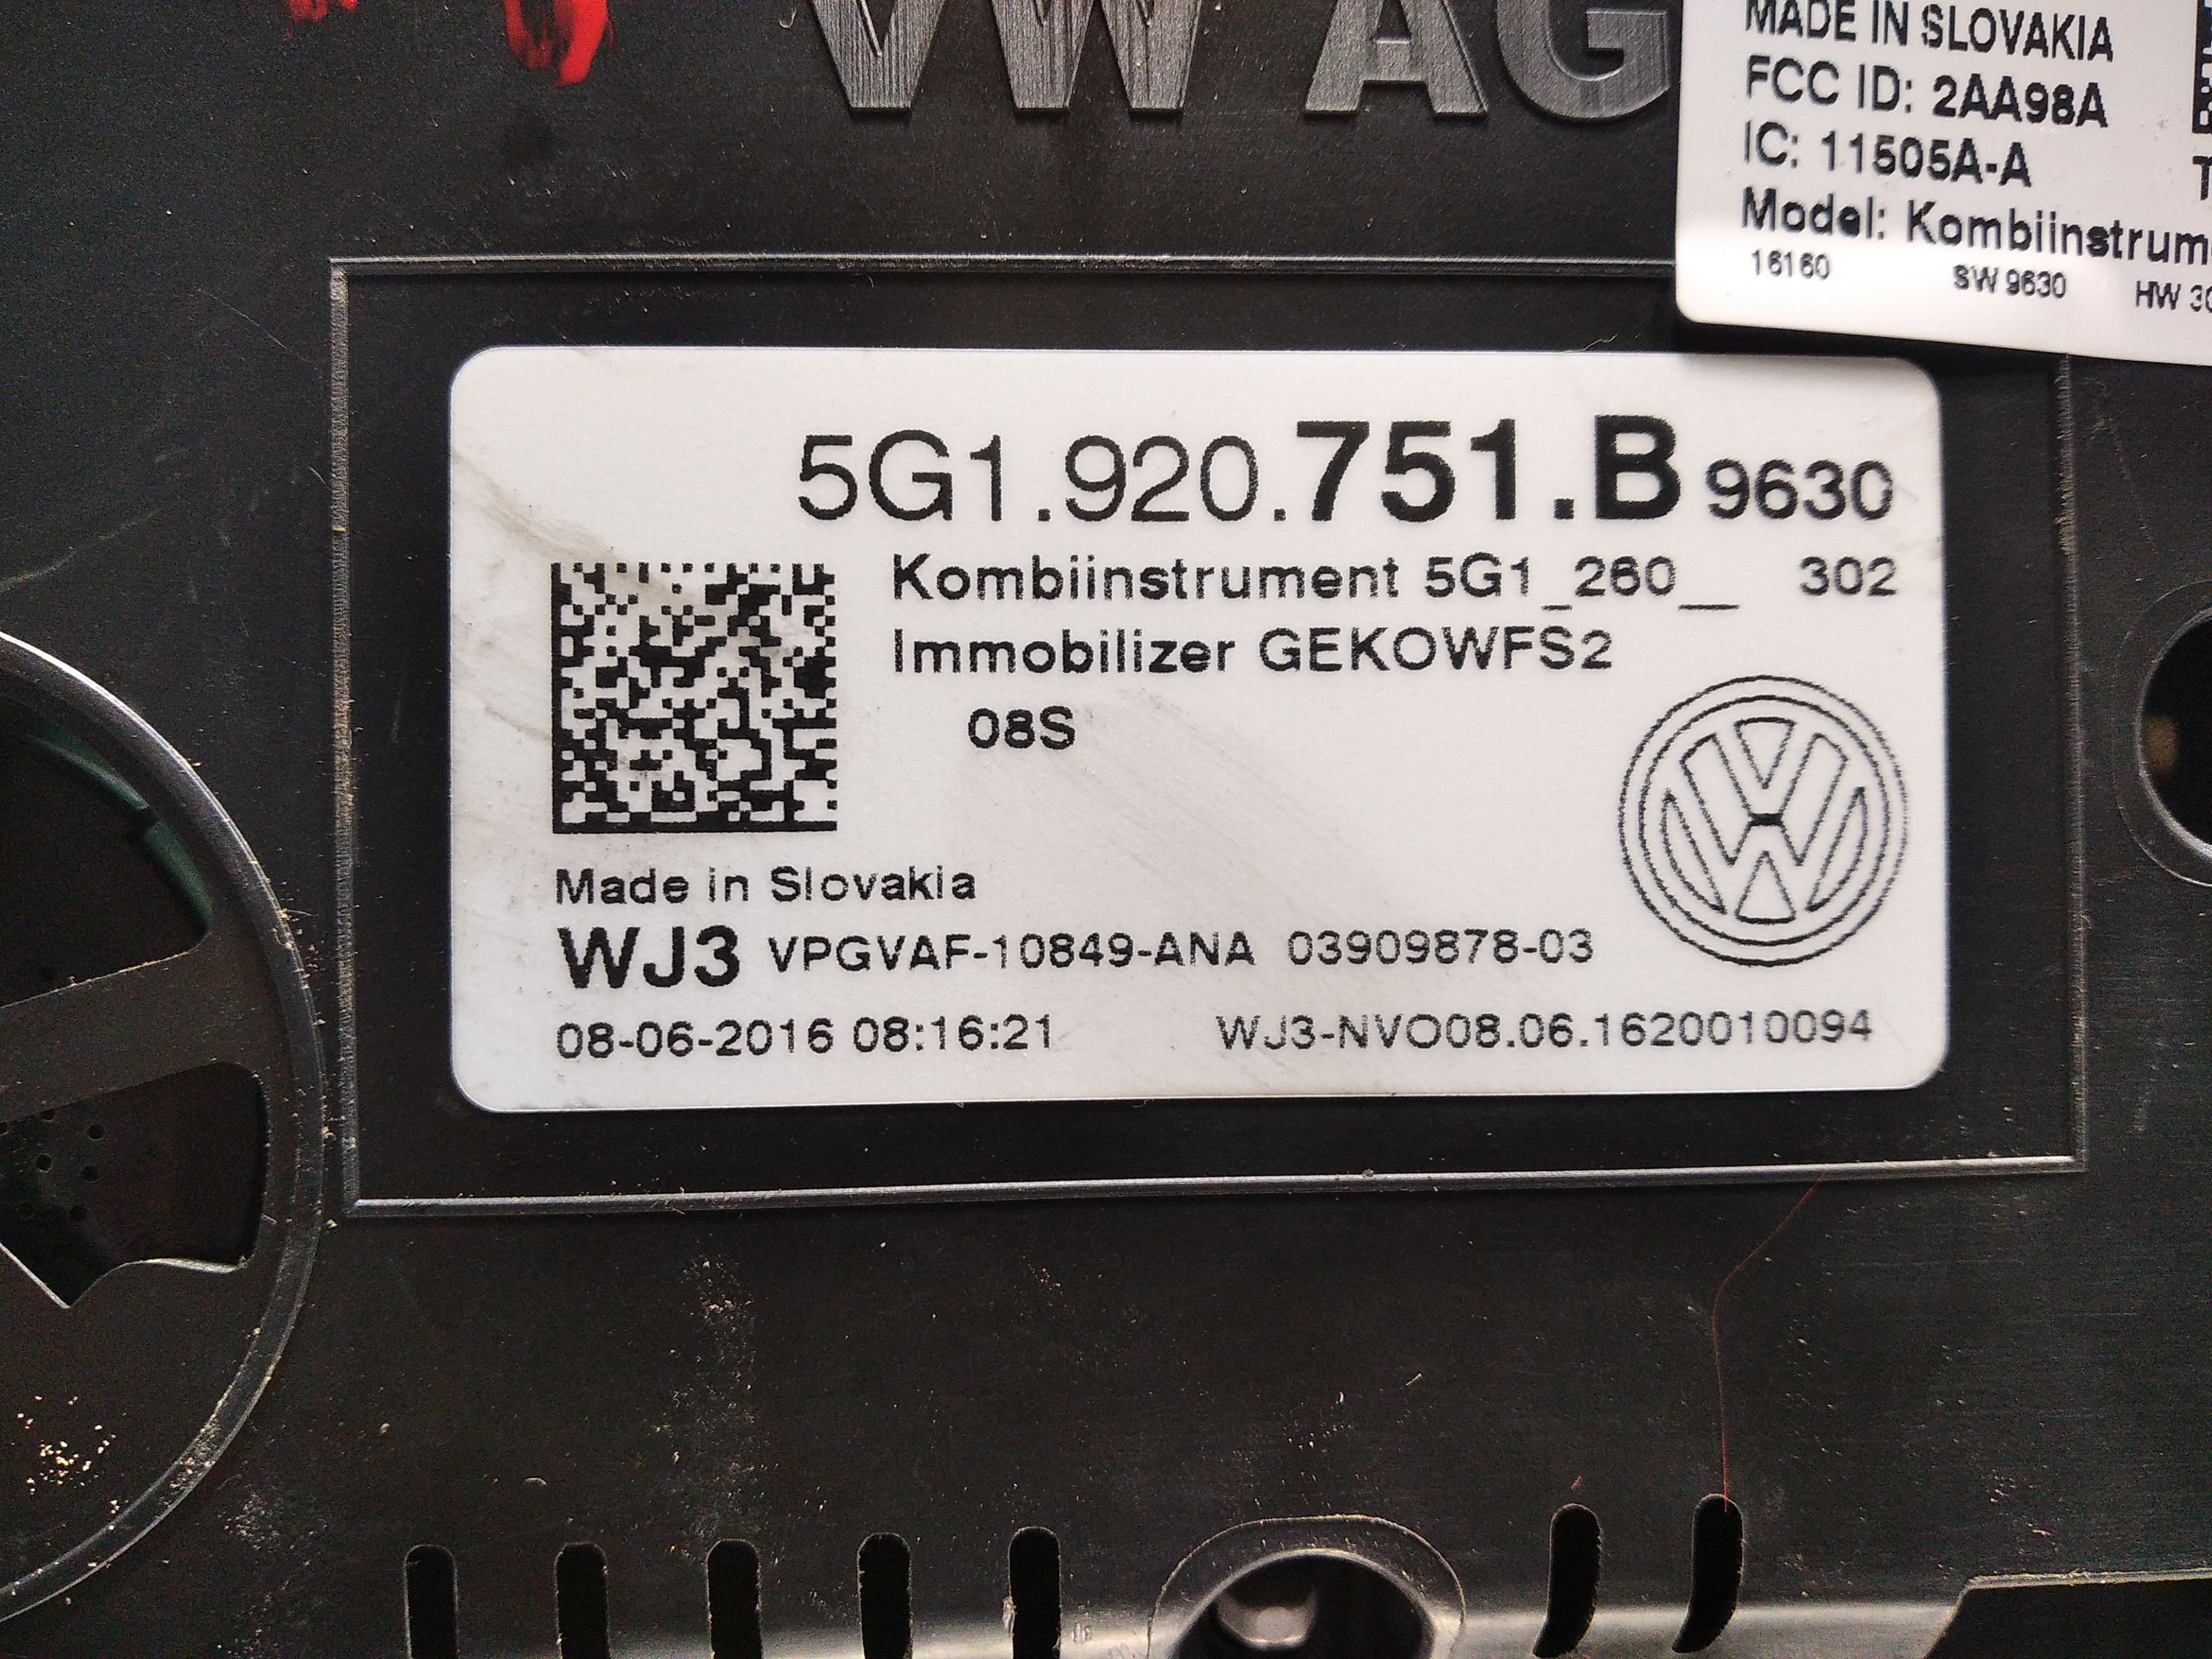 VW AG
MADE IN SLOVAKIA
FCC ID: 2AA98A
IC: 11505A-A
Model:
16160 SW 9630 HW
5G1.920.751.B 9630
Kombiinstrument 5G1_260__ 302
Immobilizer GEKOWFS2
08S
Made in Slovakia
WJ3 VPGVAF-10849-ANA 03909878-03
08-06-2016 08:16:21 WJ3-NVO08.06.1620010094